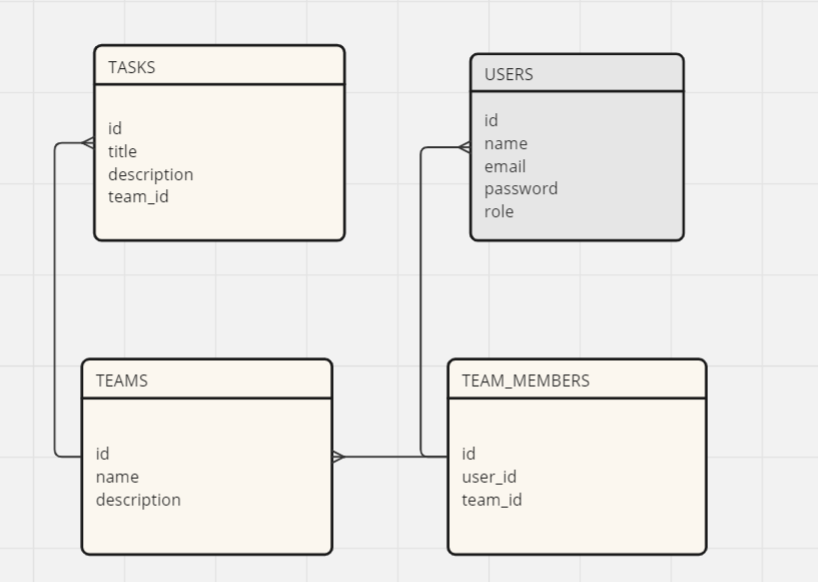 TASKS
id
title
description
team_id
USERS
id
name
email
password
role
TEAMS
id
name
description
TEAM_MEMBERS
id
user_id
team_id